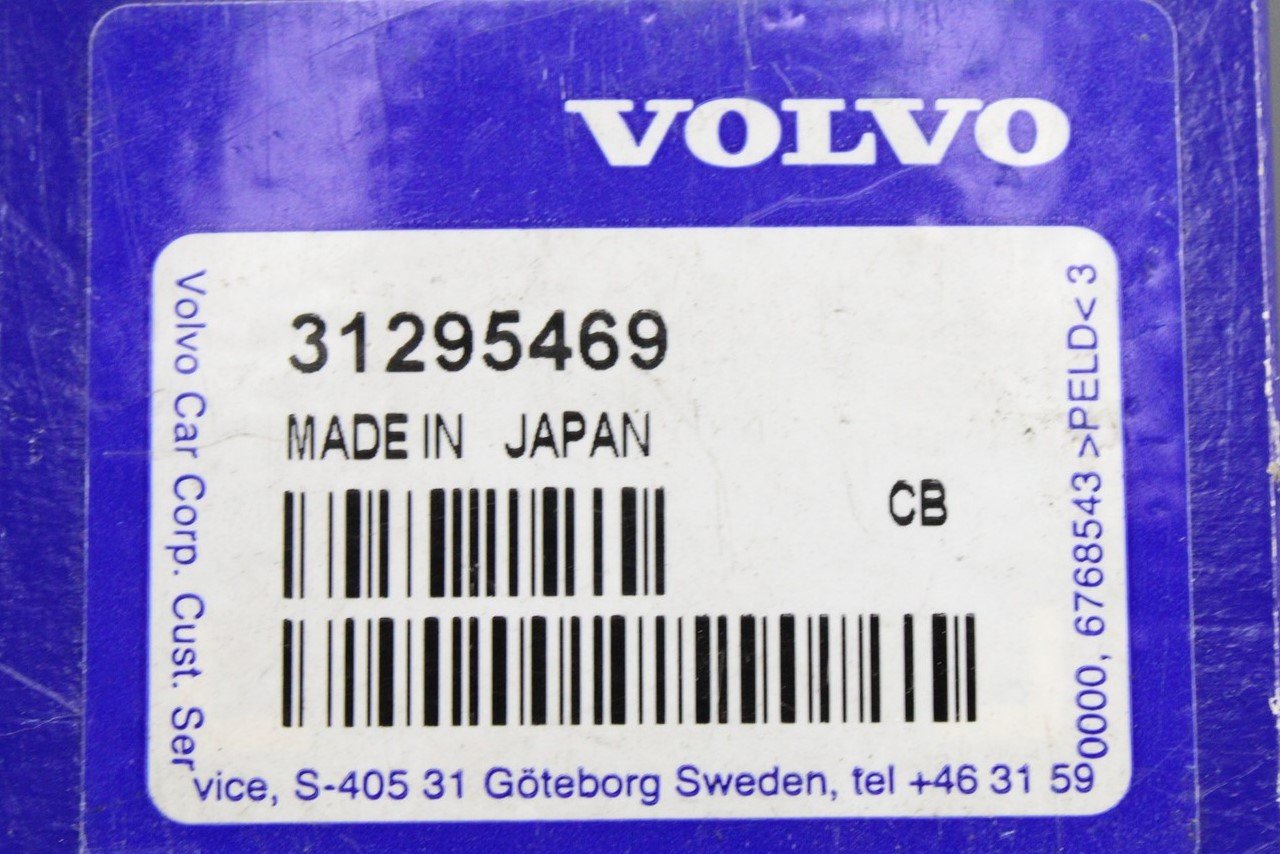 VOLVO
31295469
MADE IN JAPAN
CB
Volvo Car Corp. Cust. Service, S-405 31 Göteborg Sweden, tel +46 31 590000, 6768543 >PELD< 3